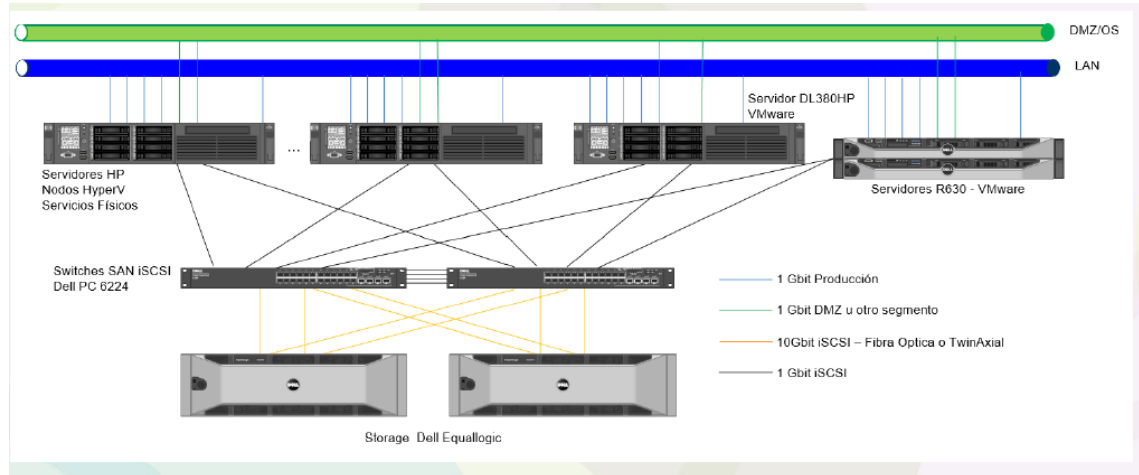 DMZ/OS
LAN
Servidor DL380HP
VMware
...
Servidores HP
Nodos HyperV
Servicios Físicos
Servidores R630 - VMware
Switches SAN iSCSI
Dell PC 6224
1 Gbit Producción
1 Gbit DMZ u otro segmento
10Gbit iSCSI – Fibra Optica o TwinAxial
1 Gbit iSCSI
Storage Dell Equallogic